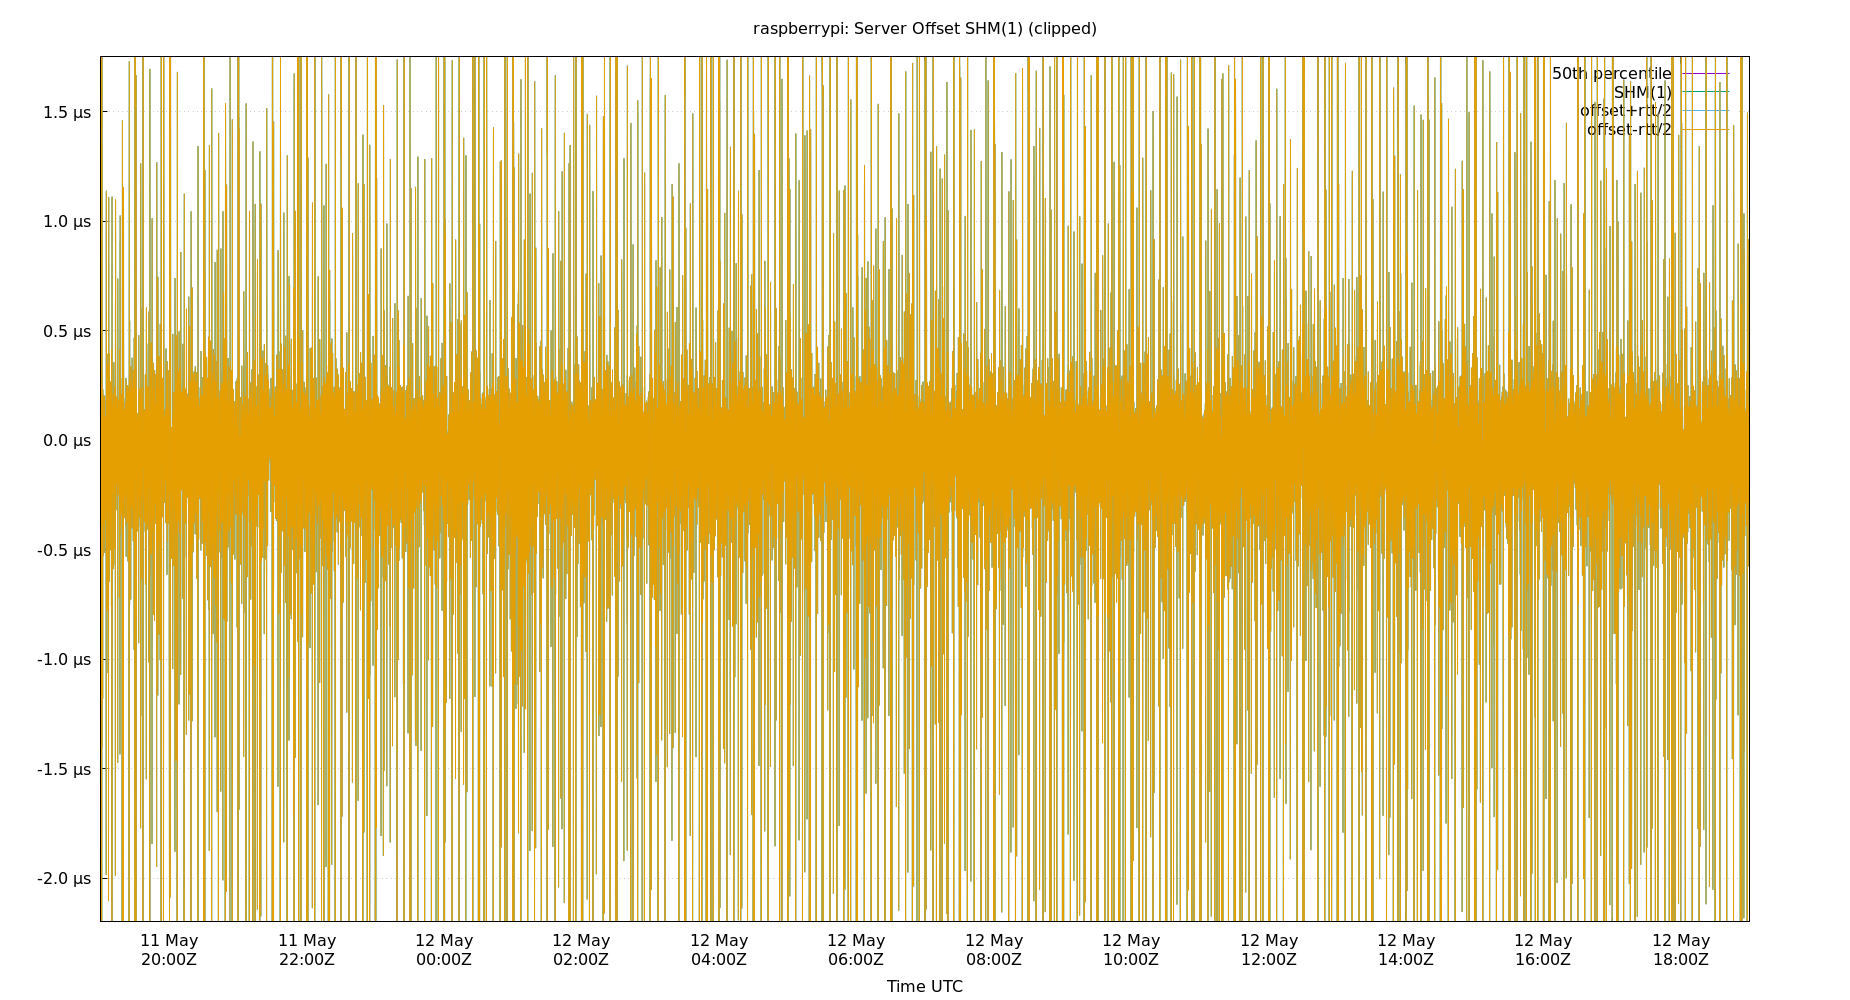 raspberrypi: Server Offset SHM(1) (clipped)
50th percentile
SHM(1)
offset+rtt/2
offset-rtt/2
1.5 µs
1.0 µs
0.5 µs
0.0 µs
-0.5 µs
-1.0 µs
-1.5 µs
-2.0 µs
11 May 11 May 12 May 12 May 12 May 12 May 12 May 12 May 12 May 12 May 12 May 12 May
20:00Z 22:00Z 00:00Z 02:00Z 04:00Z 06:00Z 08:00Z 10:00Z 12:00Z 14:00Z 16:00Z 18:00Z
Time UTC